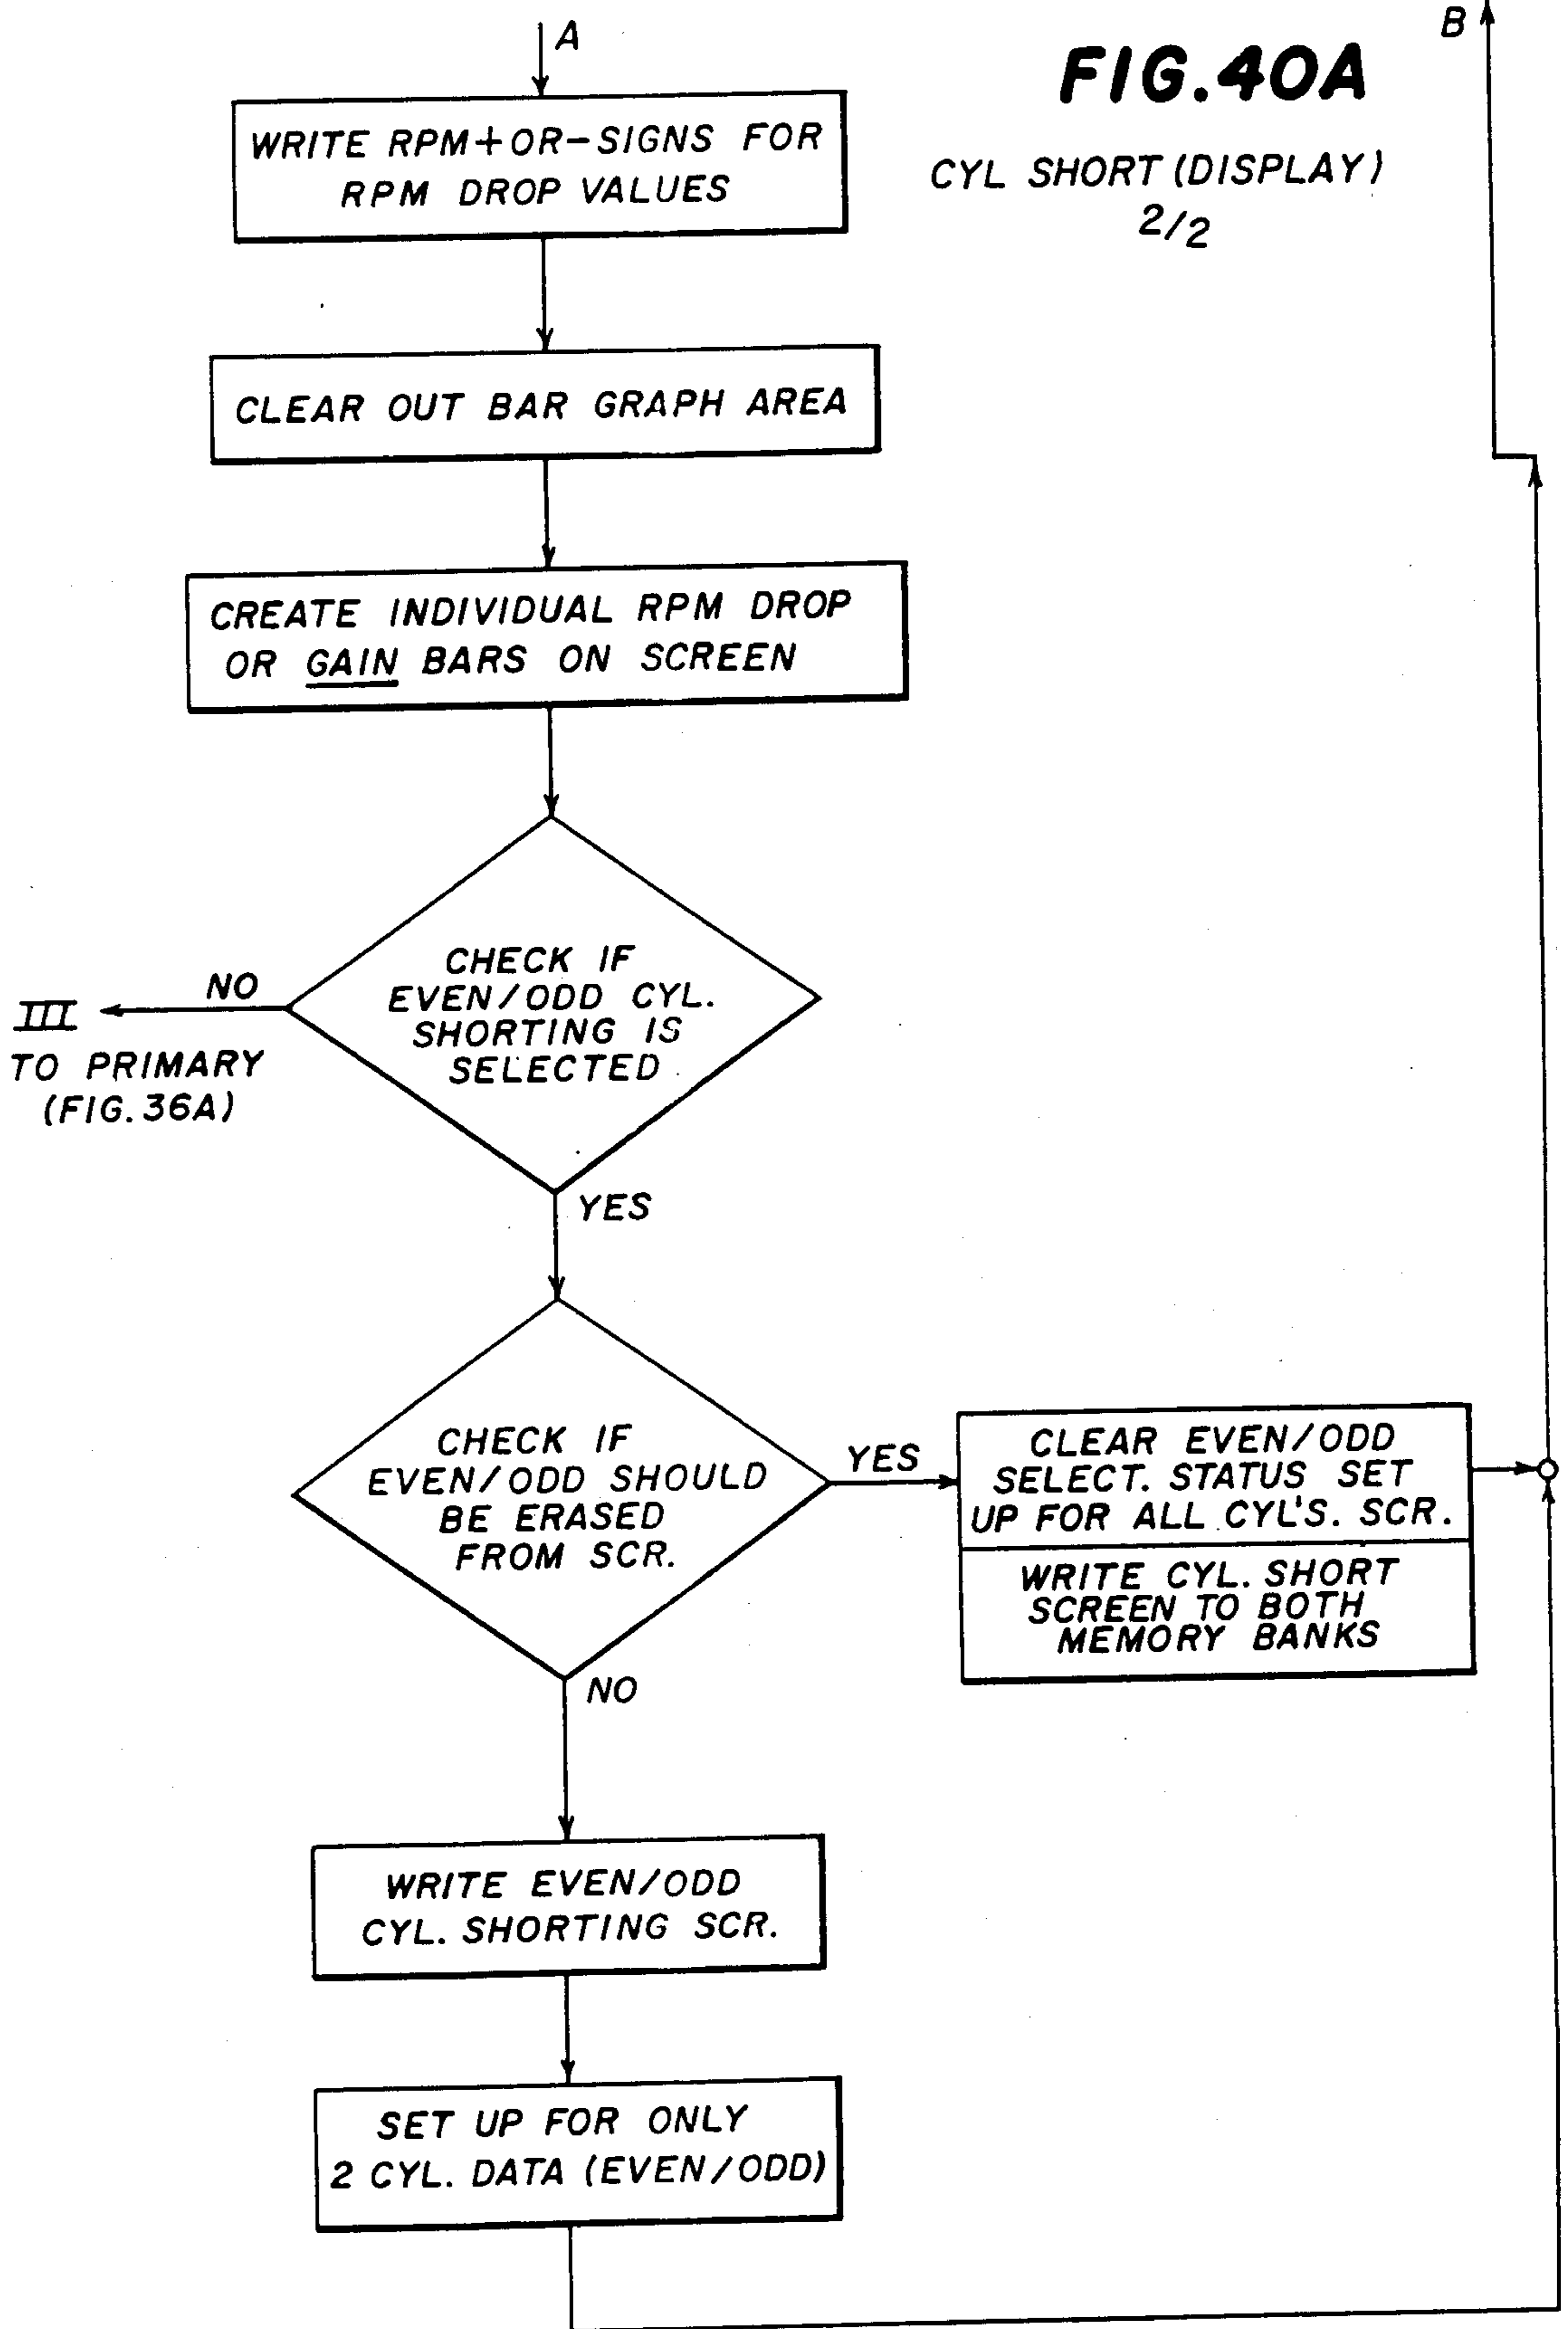 A
B
FIG.40A
CYL SHORT (DISPLAY)
2/2
WRITE RPM+OR-SIGNS FOR
RPM DROP VALUES
CLEAR OUT BAR GRAPH AREA
CREATE INDIVIDUAL RPM DROP
OR GAIN BARS ON SCREEN
CHECK IF
EVEN/ODD CYL.
SHORTING IS
SELECTED
NO
III
TO PRIMARY
(FIG.36A)
YES
CHECK IF
EVEN/ODD SHOULD
BE ERASED
FROM SCR.
YES
CLEAR EVEN/ODD
SELECT. STATUS SET
UP FOR ALL CYL'S. SCR.
WRITE CYL. SHORT
SCREEN TO BOTH
MEMORY BANKS
NO
WRITE EVEN/ODD
CYL. SHORTING SCR.
SET UP FOR ONLY
2 CYL. DATA (EVEN/ODD)